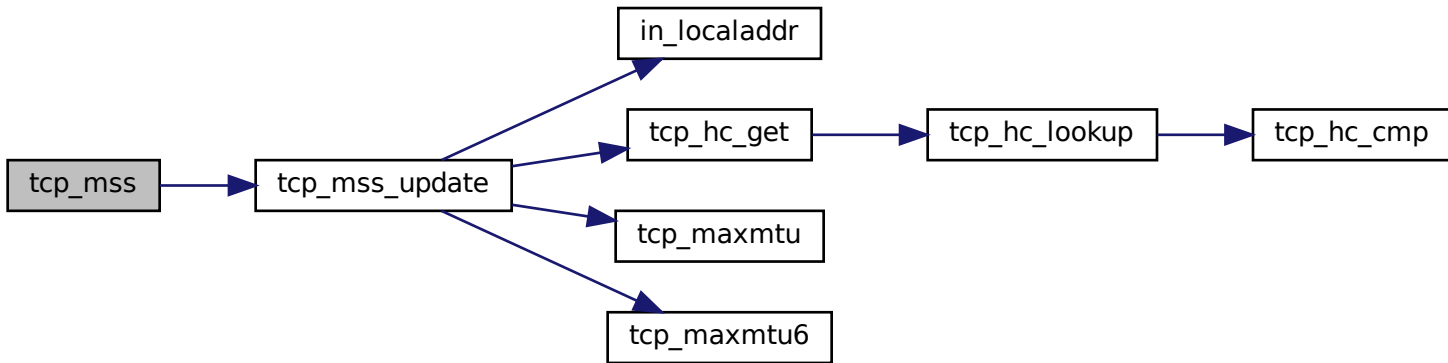 in_localaddr
tcp_hc_get
tcp_hc_lookup
tcp_hc_cmp
tcp_mss
tcp_mss_update
tcp_maxmtu
tcp_maxmtu6